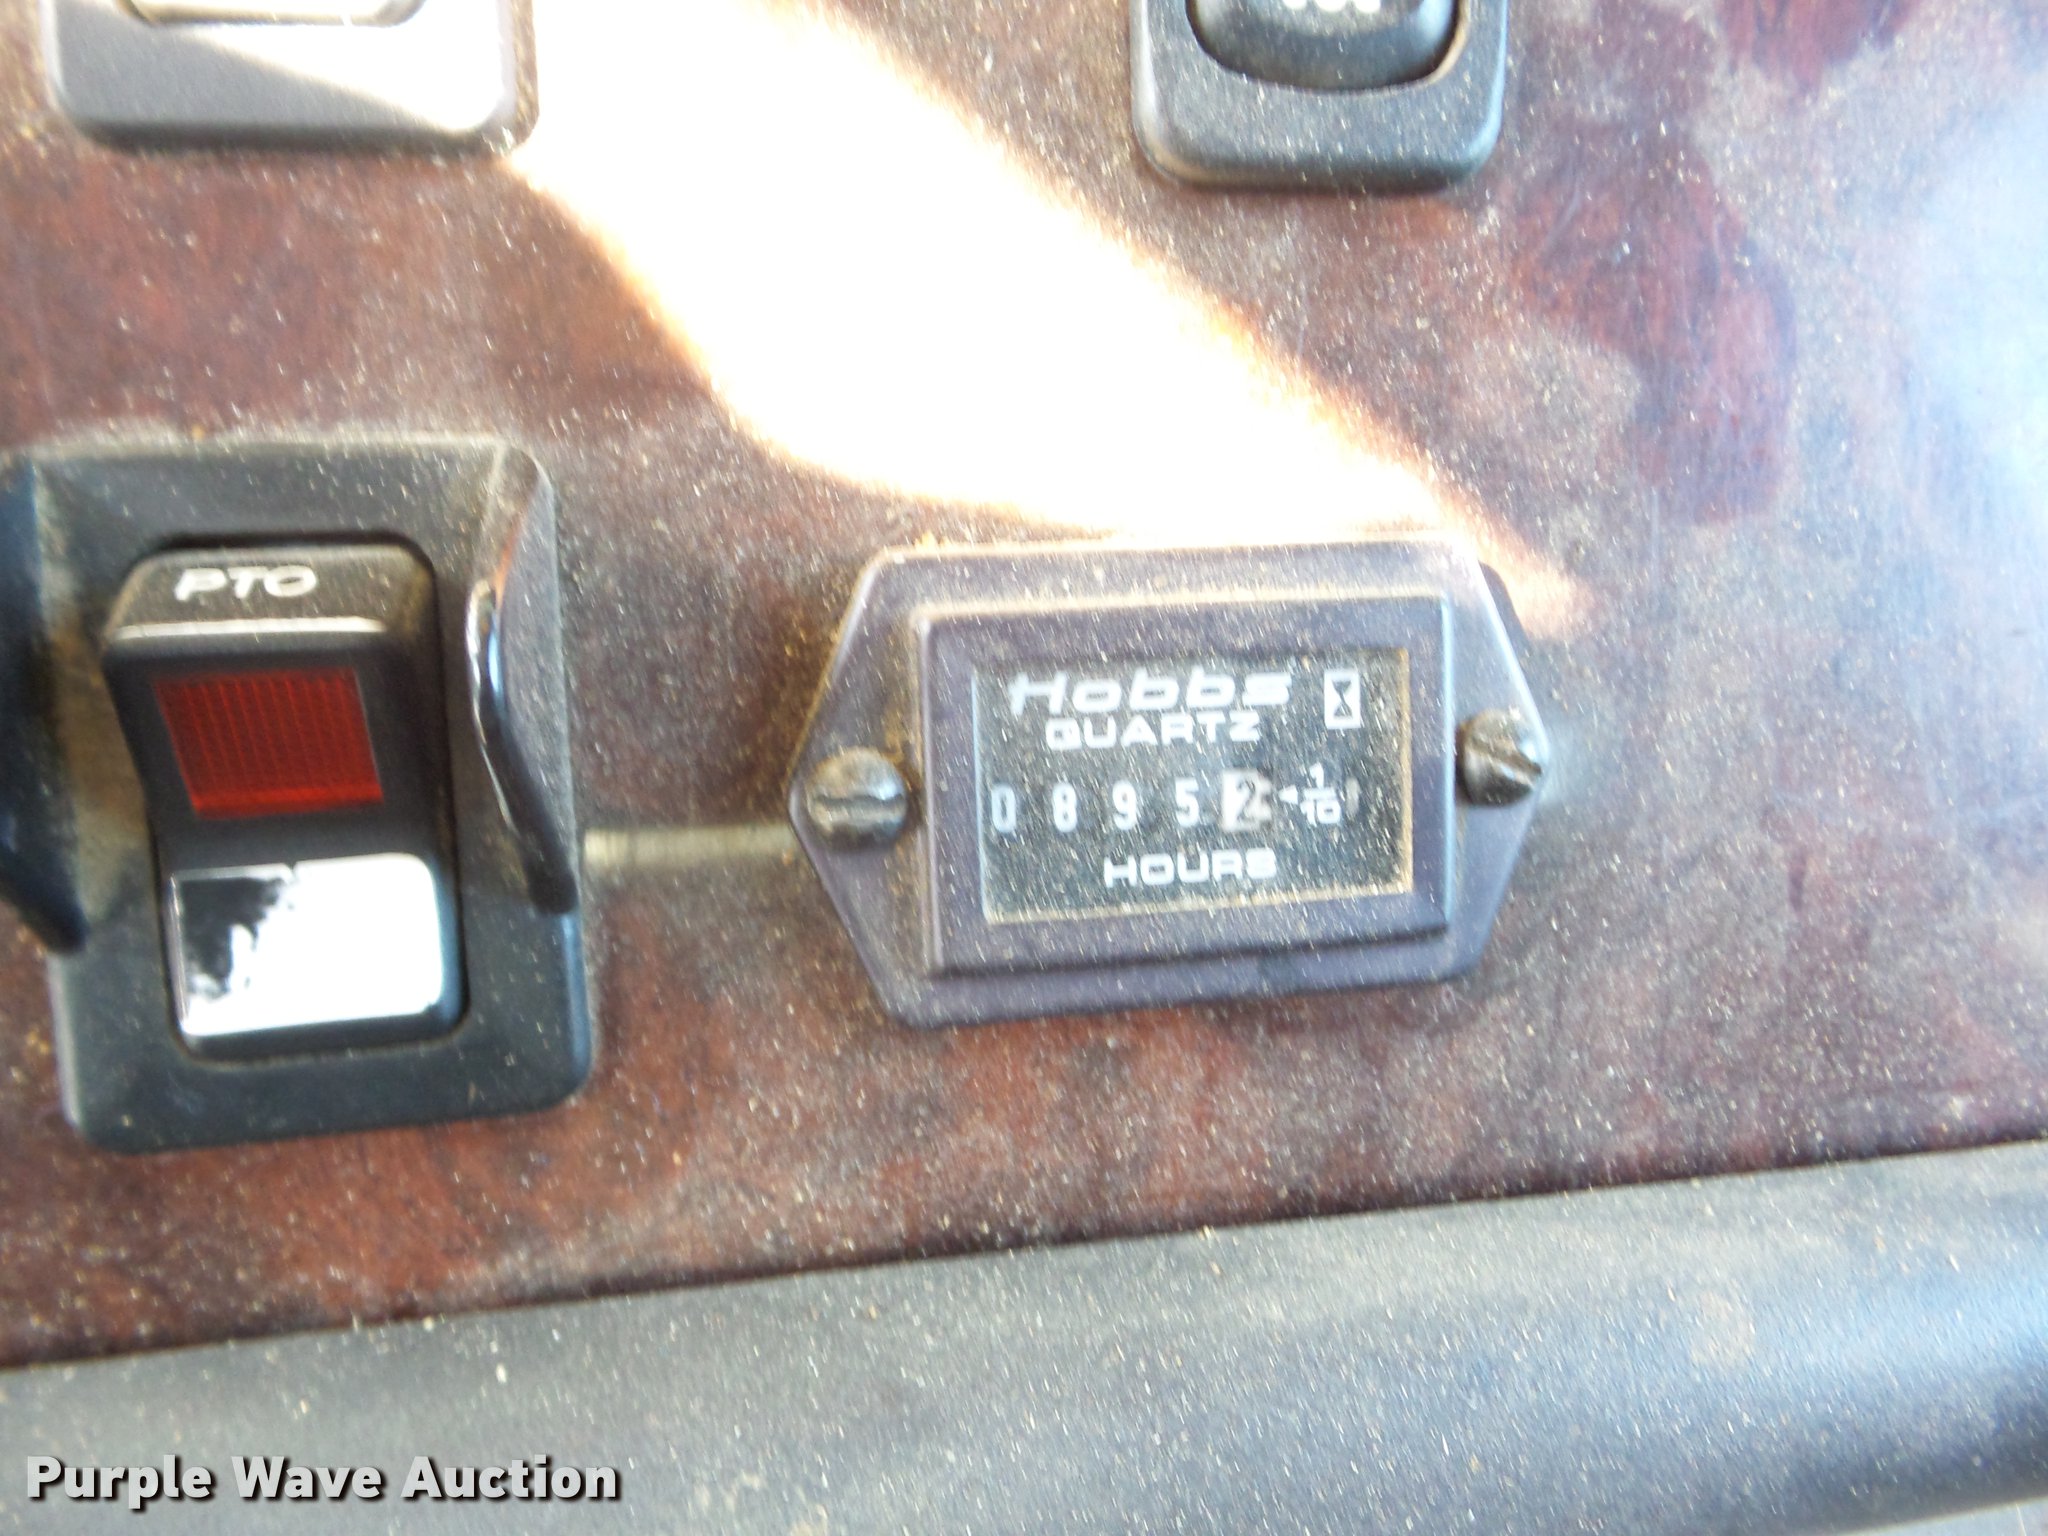 PTO
Hobbs
QUARTZ
0 8 9 5 2 1/10
HOURS
Purple Wave Auction